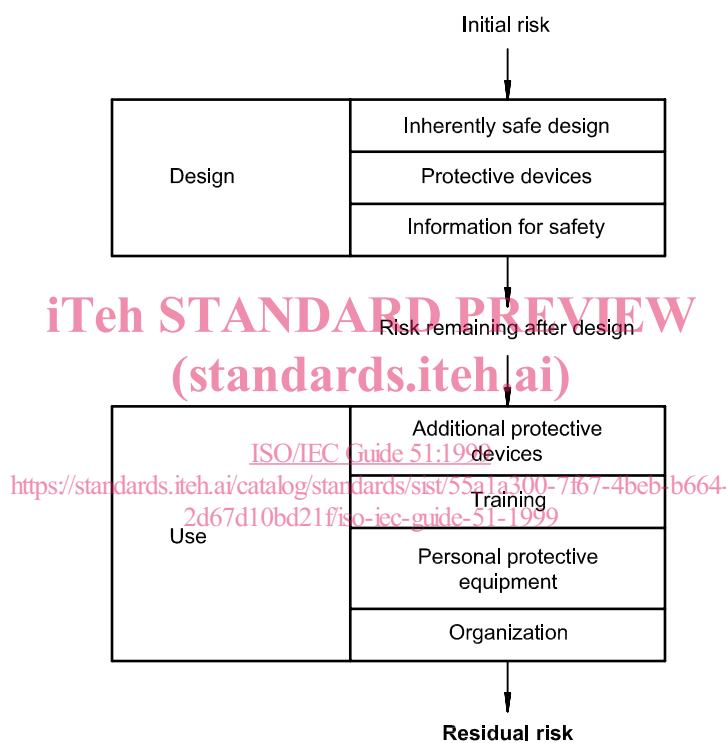 Initial risk
Inherently safe design
Design
Protective devices
Information for safety
iTeh STANDARD PREVIEW
Risk remaining after design
(standards.iteh.ai)
Additional protective
devices
ISO/IEC Guide 51:1999
https://standards.iteh.ai/catalog/standards/sist/55a1a300-7f67-4beb-b664-
Training
2d67d10bd21f/iso-iec-guide-51-1999
Use
Personal protective
equipment
Organization
Residual risk